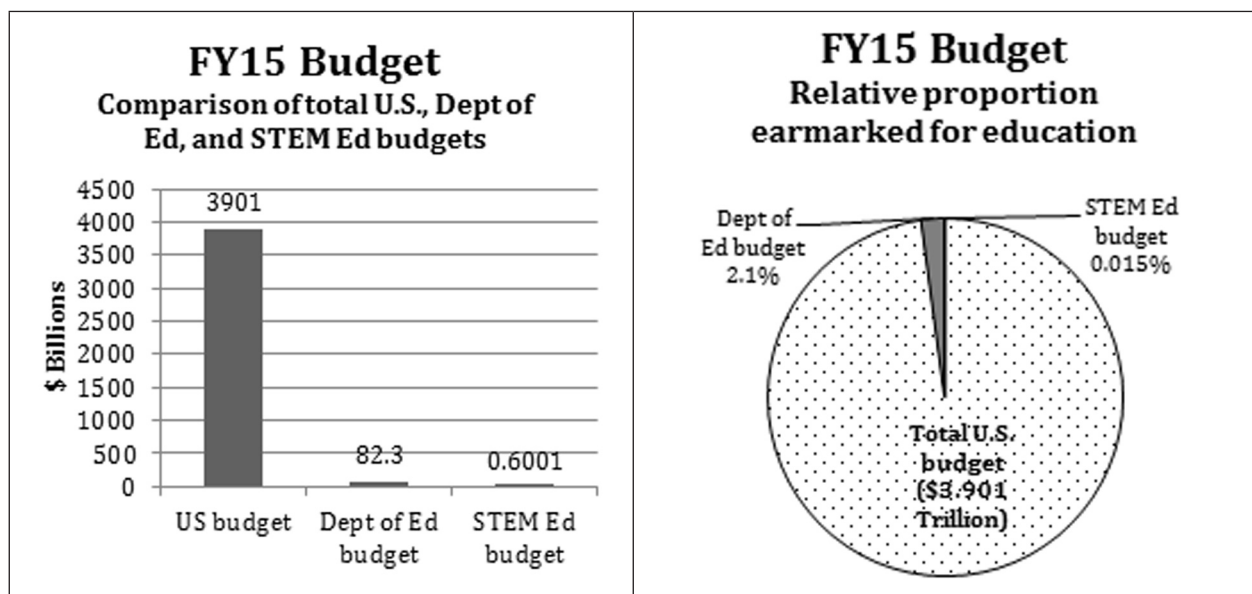 FY15 Budget
Comparison of total U.S., Dept of
Ed, and STEM Ed budgets
4500
4000
3500
3000
2500
2000
1500
1000
500
0
$ Billions
3901
82.3
0.6001
US budget
Dept of Ed
budget
STEM Ed
budget
FY15 Budget
Relative proportion
earmarked for education
Dept of
Ed budget
2.1%
STEM Ed
budget
0.015%
Total U.S.
budget
($3.901
Trillion)